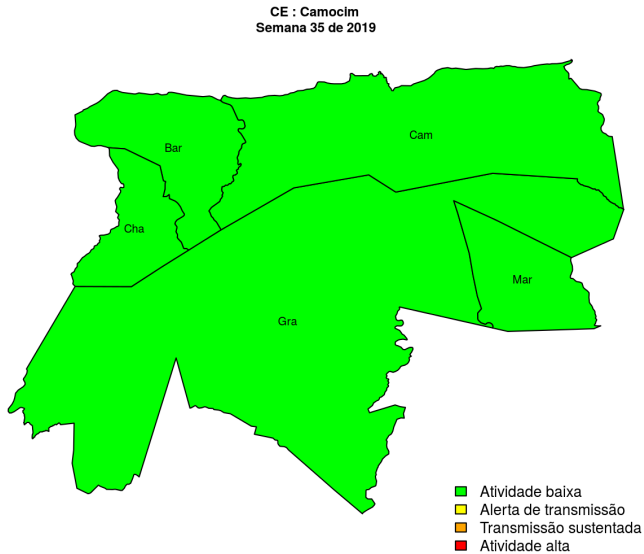 CE : Camocim
Semana 35 de 2019
Bar
Cam
Cha
Mar
Gra
Atividade baixa
Alerta de transmissão
Transmissão sustentada
Atividade alta